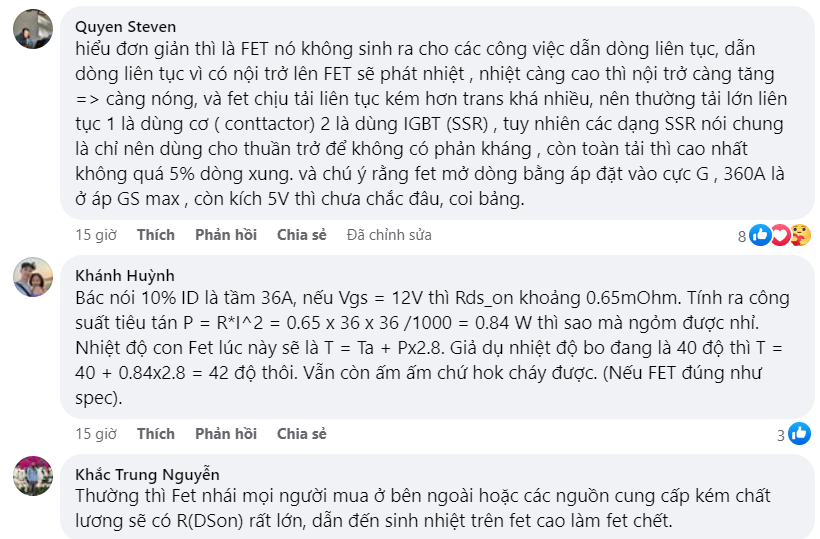 Quyen Steven
hiểu đơn giản thì là FET nó không sinh ra cho các công việc dẫn dòng liên tục, dẫn
dòng liên tục vì có nội trở lên FET sẽ phát nhiệt , nhiệt càng cao thì nội trở càng tăng
=> càng nóng, và fet chịu tải liên tục kém hơn trans khá nhiều, nên thường tải lớn liên
tục 1 là dùng cơ ( conttactor) 2 là dùng IGBT (SSR) , tuy nhiên các dạng SSR nói chung
là chỉ nên dùng cho thuần trở để không có phản kháng , còn toàn tải thì cao nhất
không quá 5% dòng xung. và chú ý rằng fet mở dòng bằng áp đặt vào cực G , 360A là
ở áp GS max , còn kích 5V thì chưa chắc đâu, coi bảng.
15 giờ Thích Phản hồi Chia sẻ Đã chỉnh sửa 8
Khánh Huỳnh
Bác nói 10% ID là tầm 36A, nếu Vgs = 12V thì Rds_on khoảng 0.65mOhm. Tính ra công
suất tiêu tán P = R*I^2 = 0.65 x 36 x 36 /1000 = 0.84 W thì sao mà ngỏm được nhỉ.
Nhiệt độ con Fet lúc này sẽ là T = Ta + Px2.8. Giả dụ nhiệt độ bo đang là 40 độ thì T =
40 + 0.84x2.8 = 42 độ thôi. Vẫn còn ấm ấm chứ hok cháy được. (Nếu FET đúng như
spec).
15 giờ Thích Phản hồi Chia sẻ 3
Khắc Trung Nguyễn
Thường thì Fet nhái mọi người mua ở bên ngoài hoặc các nguồn cung cấp kém chất
lương sẽ có R(DSon) rất lớn, dẫn đến sinh nhiệt trên fet cao làm fet chết.